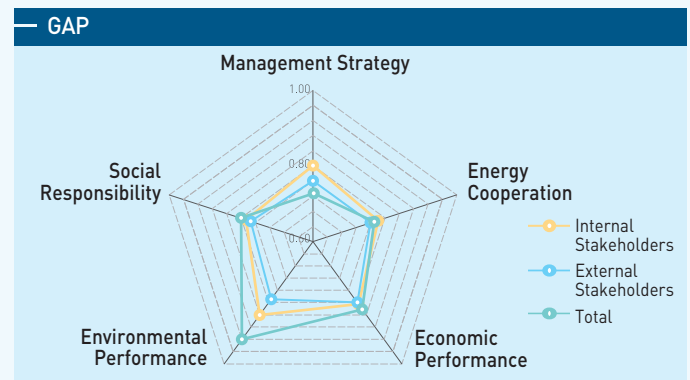 GAP
Management Strategy
1.00
0.80
0.60
Social
Responsibility
Energy
Cooperation
Internal
Stakeholders
External
Stakeholders
Total
Environmental
Performance
Economic
Performance